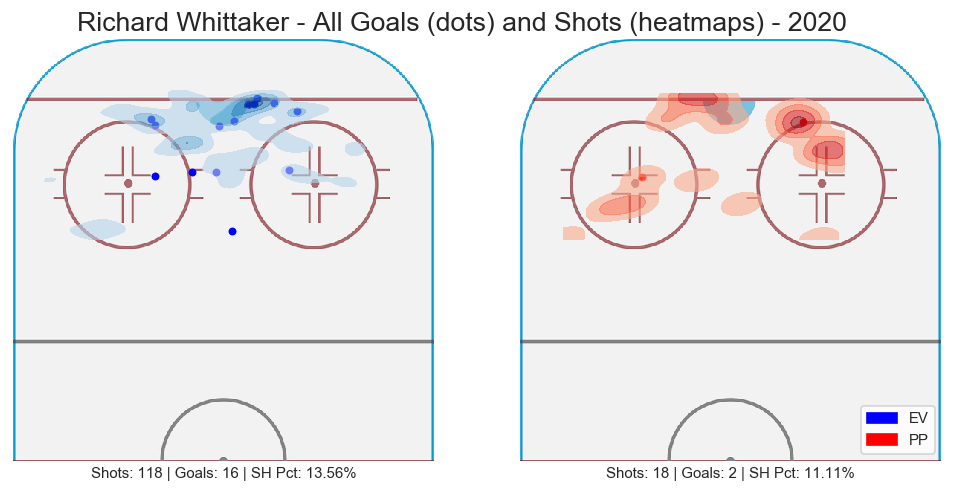 Richard Whittaker - All Goals (dots) and Shots (heatmaps) - 2020
EV
PP
Shots: 118 | Goals: 16 | SH Pct: 13.56%
Shots: 18 | Goals: 2 | SH Pct: 11.11%